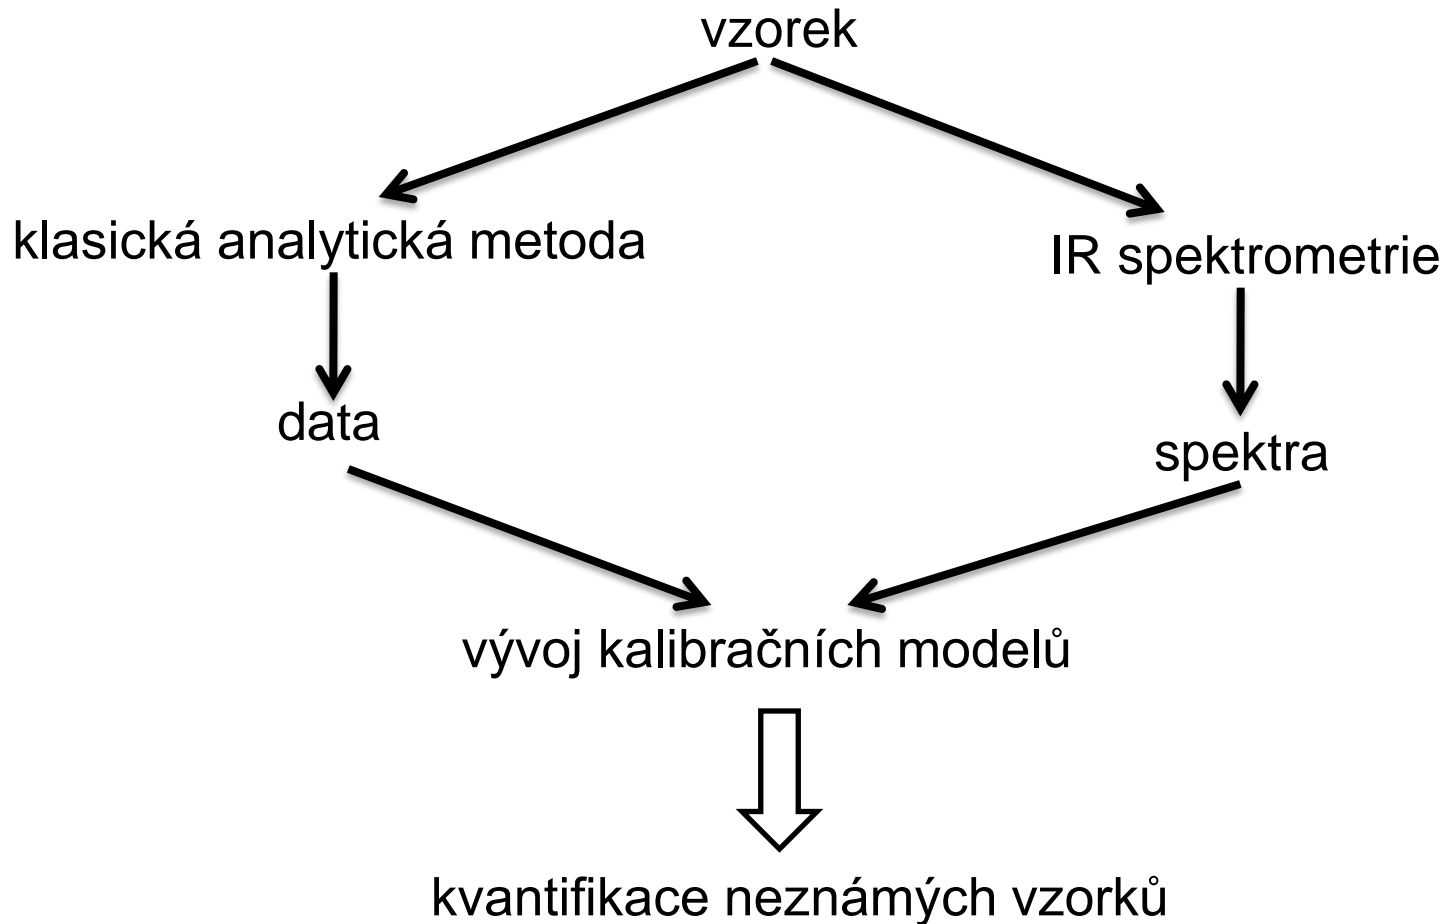 vzorek
klasická analytická metoda
IR spektrometrie
data
spektra
vývoj kalibračních modelů
kvantifikace neznámých vzorků